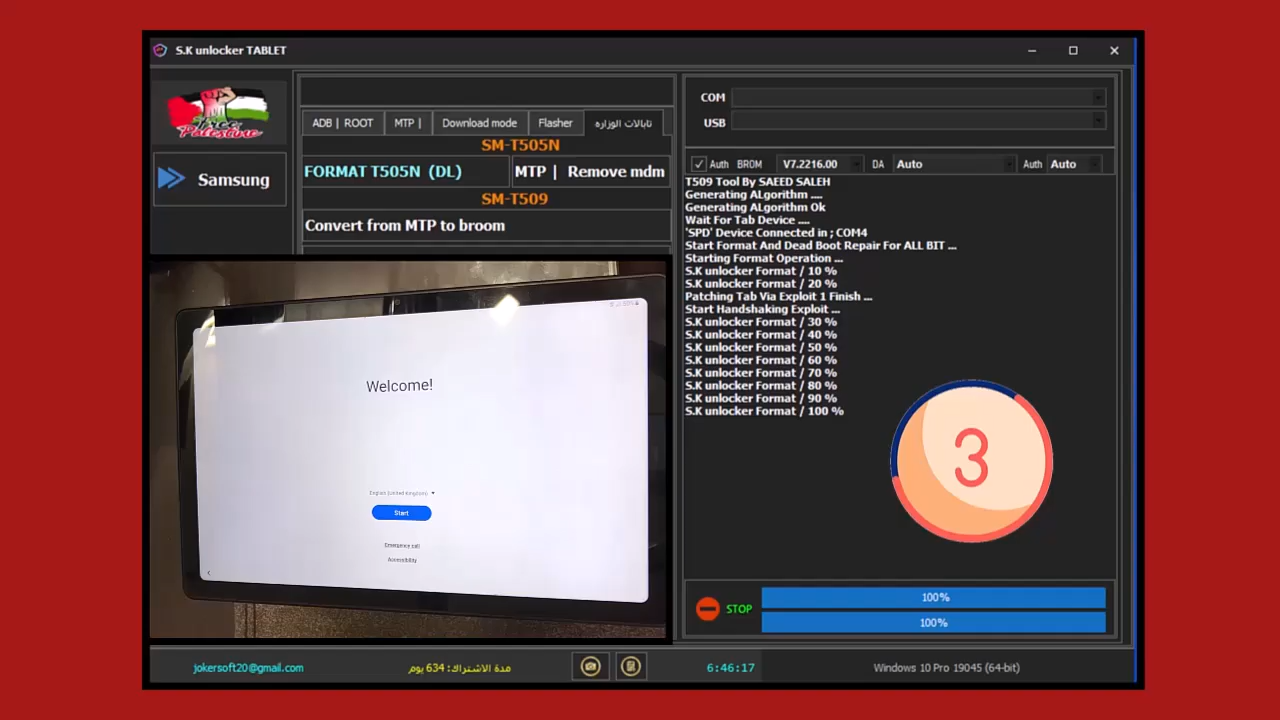 S.K unlocker TABLET
Free
Palestine
Samsung
ADB | ROOT
MTP |
Download mode
Flasher
تابالات الوزاره
SM-T505N
FORMAT T505N (DL)
MTP | Remove mdm
SM-T509
Convert from MTP to broom
Welcome!
English (United Kingdom)
Start
Emergency call
Accessibility
COM
USB
Auth BROM V7.2216.00 DA Auto Auth Auto
T509 Tool By SAEED SALEH
Generating ALgorithm ....
Generating ALgorithm Ok
Wait For Tab Device ....
'SPD' Device Connected in ; COM4
Start Format And Dead Boot Repair For ALL BIT ...
Starting Format Operation ...
S.K unlocker Format / 10 %
S.K unlocker Format / 20 %
Patching Tab Via Exploit 1 Finish ...
Start Handshaking Exploit ...
S.K unlocker Format / 30 %
S.K unlocker Format / 40 %
S.K unlocker Format / 50 %
S.K unlocker Format / 60 %
S.K unlocker Format / 70 %
S.K unlocker Format / 80 %
S.K unlocker Format / 90 %
S.K unlocker Format / 100 %
3
STOP
100%
100%
jokersoft20@gmail.com
مدة الاشتراك: 634 يوم
6:46:17
Windows 10 Pro 19045 (64-bit)